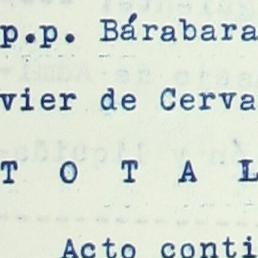 p.p. Bárabara
vier de Cerva
T O T A L
Acto conti